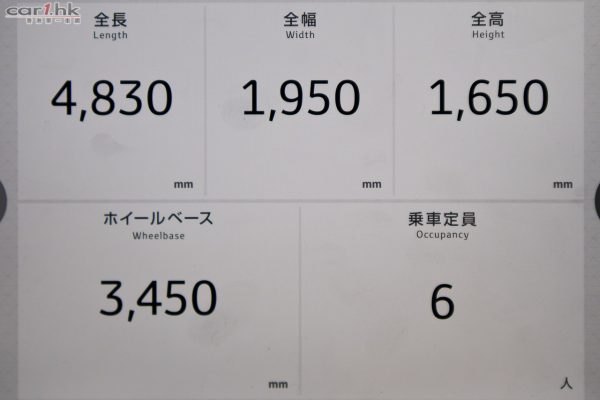 car1.hk
全長
Length
4,830
mm
全幅
Width
1,950
mm
全高
Height
1,650
mm
ホイールベース
Wheelbase
3,450
mm
乗車定員
Occupancy
6
人